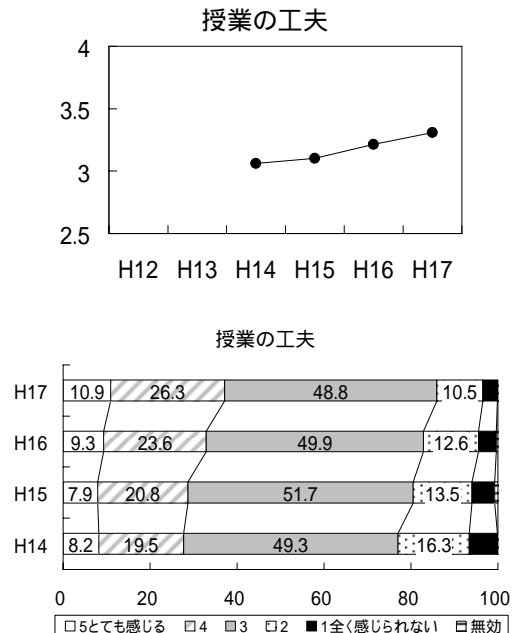 授業の工夫
4
3.5
3
2.5
H12 H13 H14 H15 H16 H17
授業の工夫
H17 10.9 26.3 48.8 10.5
H16 9.3 23.6 49.9 12.6
H15 7.9 20.8 51.7 13.5
H14 8.2 19.5 49.3 16.3
0 20 40 60 80 100
5とても感じる 4 3 2 1全く感じられない 無効